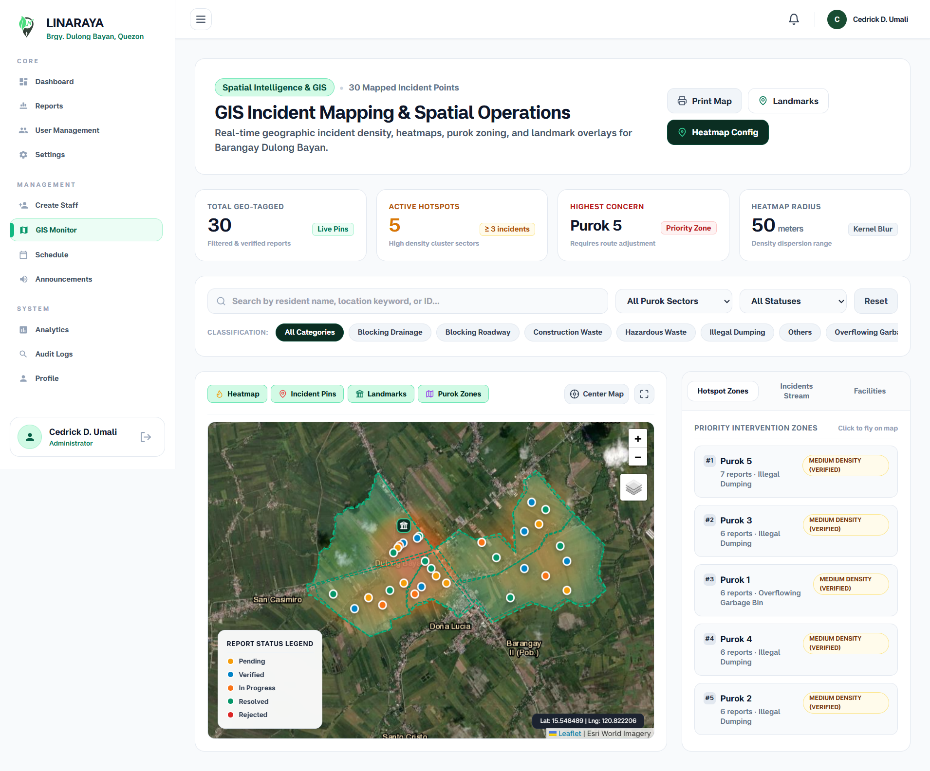 LINARAYA
Brgy. Dulong Bayan, Quezon
CORE
Dashboard
Reports
User Management
Settings
MANAGEMENT
Create Staff
GIS Monitor
Schedule
Announcements
SYSTEM
Analytics
Audit Logs
Profile
Cedrick D. Umali
Administrator
C
Cedrick D. Umali
Spatial Intelligence & GIS
• 30 Mapped Incident Points
GIS Incident Mapping & Spatial Operations
Real-time geographic incident density, heatmaps, purok zoning, and landmark overlays for
Barangay Dulong Bayan.
Print Map
Landmarks
Heatmap Config
TOTAL GEO-TAGGED
30
Live Pins
Filtered & verified reports
ACTIVE HOTSPOTS
5
≥ 3 incidents
High density cluster sectors
HIGHEST CONCERN
Purok 5
Priority Zone
Requires route adjustment
HEATMAP RADIUS
50 meters
Kernel Blur
Density dispersion range
Search by resident name, location keyword, or ID...
All Purok Sectors
All Statuses
Reset
CLASSIFICATION:
All Categories
Blocking Drainage
Blocking Roadway
Construction Waste
Hazardous Waste
Illegal Dumping
Others
Overflowing Garba
Heatmap
Incident Pins
Landmarks
Purok Zones
Center Map
+
−
San Casimiro
Doña Lucia
Barangay
II (Pob.)
Santo Cristo
REPORT STATUS LEGEND
Pending
Verified
In Progress
Resolved
Rejected
Lat: 15.548489 | Lng: 120.822206
Leaflet | Esri World Imagery
Hotspot Zones
Incidents
Stream
Facilities
PRIORITY INTERVENTION ZONES
Click to fly on map
#1 Purok 5
7 reports · Illegal
Dumping
MEDIUM DENSITY
(VERIFIED)
#2 Purok 3
6 reports · Illegal
Dumping
MEDIUM DENSITY
(VERIFIED)
#3 Purok 1
6 reports · Overflowing
Garbage Bin
MEDIUM DENSITY
(VERIFIED)
#4 Purok 4
6 reports · Illegal
Dumping
MEDIUM DENSITY
(VERIFIED)
#5 Purok 2
6 reports · Illegal
Dumping
MEDIUM DENSITY
(VERIFIED)